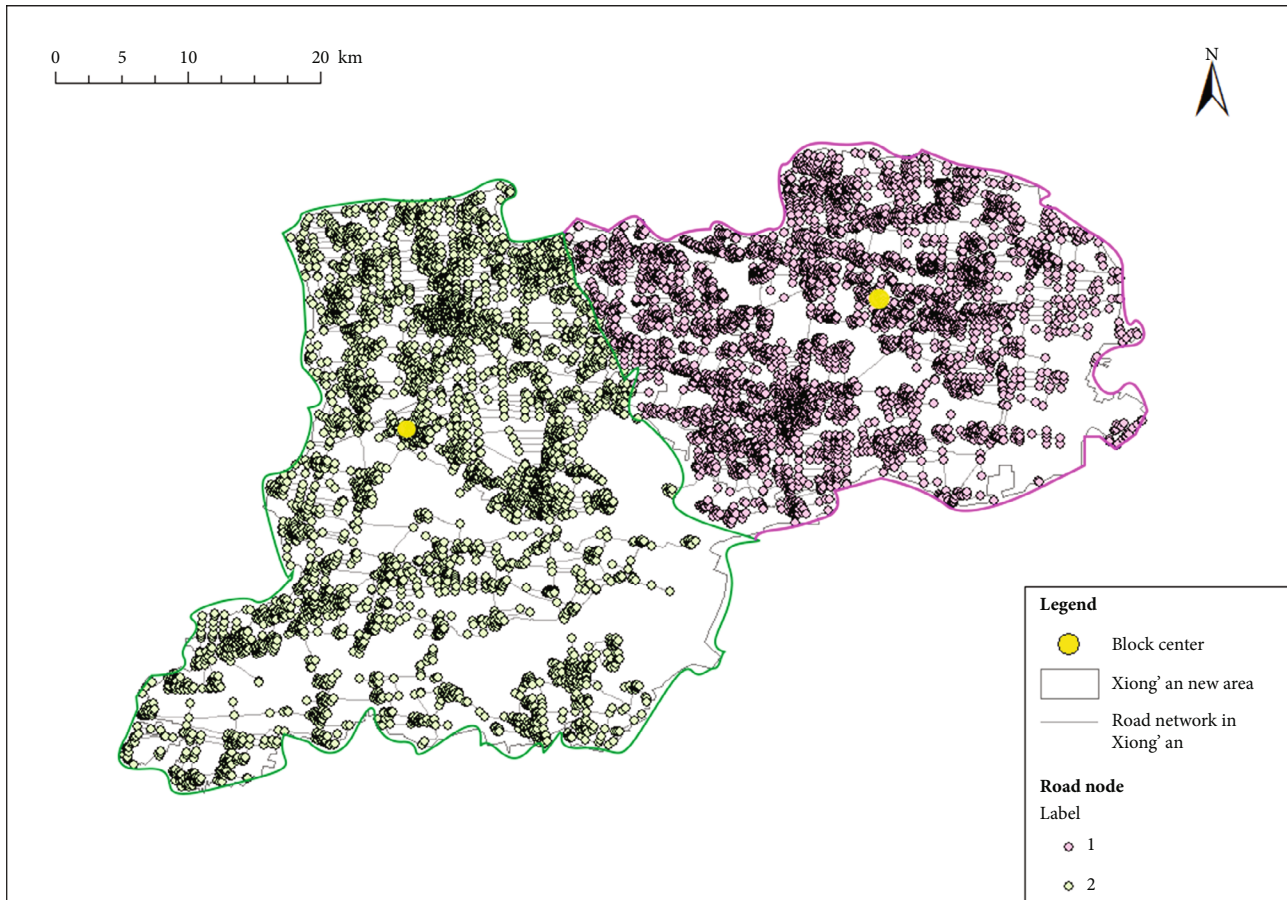 0 5 10 20 km
N
Legend
Block center
Xiong' an new area
Road network in
Xiong' an
Road node
Label
1
2